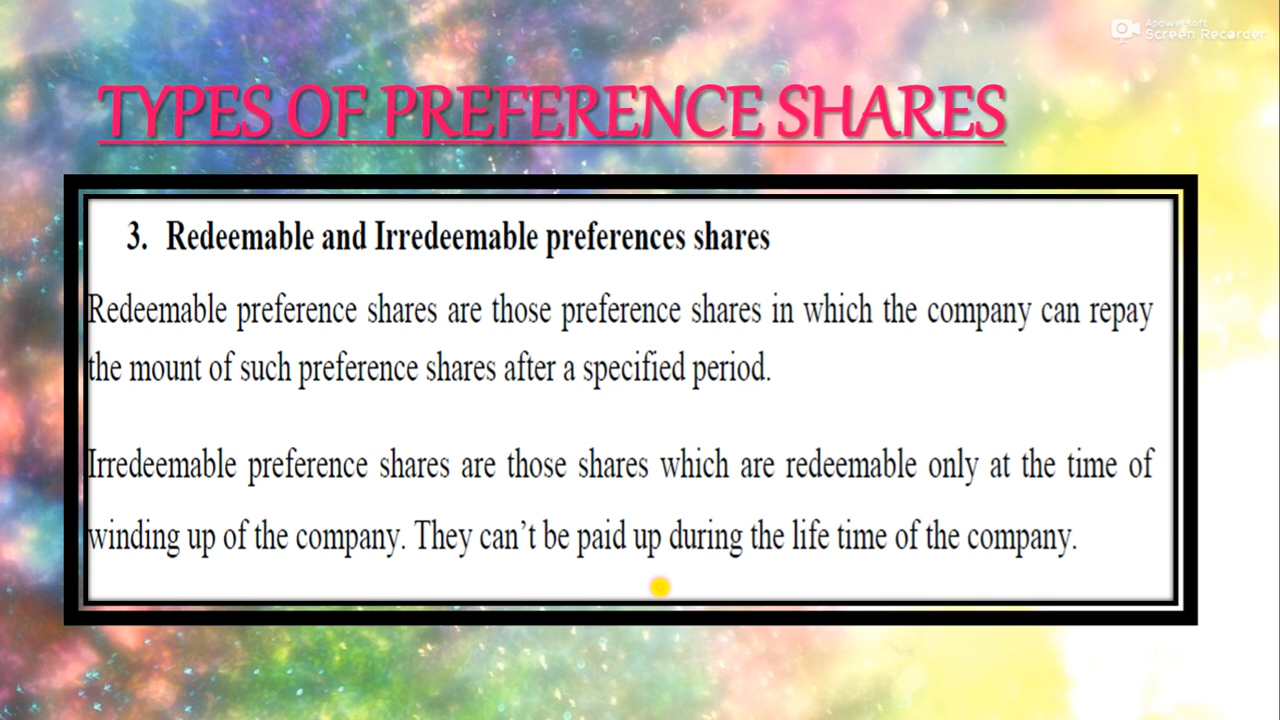 Apowersoft
Screen Recorder
TYPES OF PREFERENCE SHARES
3. Redeemable and Irredeemable preferences shares
Redeemable preference shares are those preference shares in which the company can repay
the mount of such preference shares after a specified period.
Irredeemable preference shares are those shares which are redeemable only at the time of
winding up of the company. They can’t be paid up during the life time of the company.